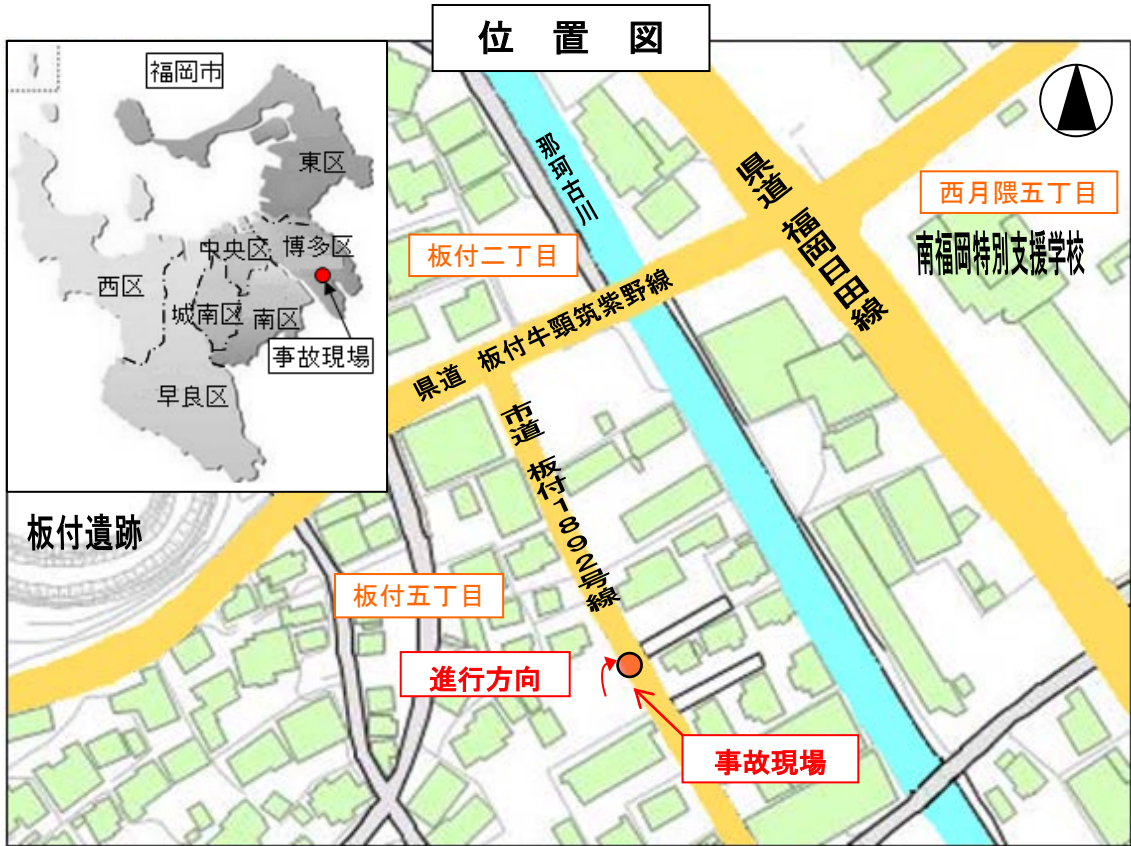 位 置 図
福岡市
東区
中央区
博多区
西区
城南区
南区
事故現場
早良区
那珂古川
県道 福岡日田線
西月隈五丁目
南福岡特別支援学校
板付二丁目
県道 板付牛頸筑紫野線
市道 板付1892号線
板付遺跡
板付五丁目
進行方向
事故現場